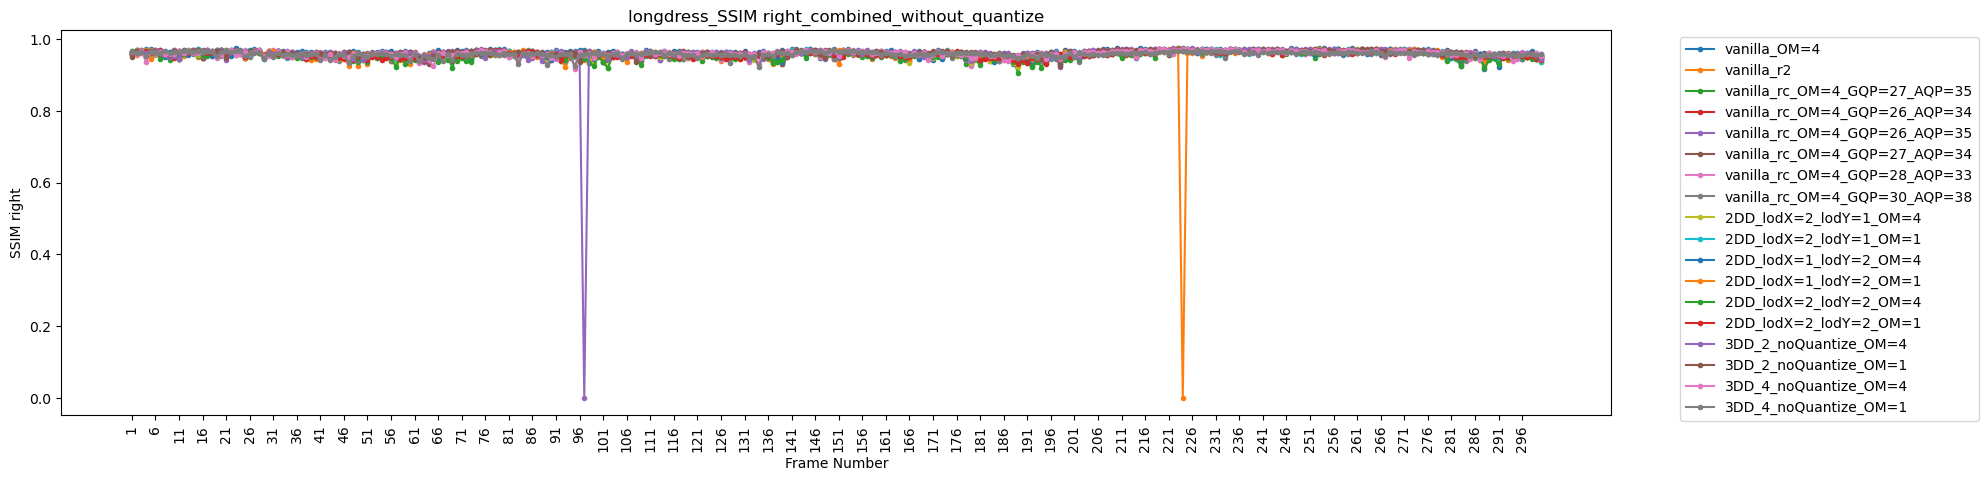 longdress_SSIM right_combined_without_quantize
1.0
0.8
0.6
0.4
0.2
0.0
SSIM right
1 6 11 16 21 26 31 36 41 46 51 56 61 66 71 76 81 86 91 96 101 106 111 116 121 126 131 136 141 146 151 156 161 166 171 176 181 186 191 196 201 206 211 216 221 226 231 236 241 246 251 256 261 266 271 276 281 286 291 296
Frame Number
vanilla_OM=4
vanilla_r2
vanilla_rc_OM=4_GQP=27_AQP=35
vanilla_rc_OM=4_GQP=26_AQP=34
vanilla_rc_OM=4_GQP=26_AQP=35
vanilla_rc_OM=4_GQP=27_AQP=34
vanilla_rc_OM=4_GQP=28_AQP=33
vanilla_rc_OM=4_GQP=30_AQP=38
2DD_lodX=2_lodY=1_OM=4
2DD_lodX=2_lodY=1_OM=1
2DD_lodX=1_lodY=2_OM=4
2DD_lodX=1_lodY=2_OM=1
2DD_lodX=2_lodY=2_OM=4
2DD_lodX=2_lodY=2_OM=1
3DD_2_noQuantize_OM=4
3DD_2_noQuantize_OM=1
3DD_4_noQuantize_OM=4
3DD_4_noQuantize_OM=1